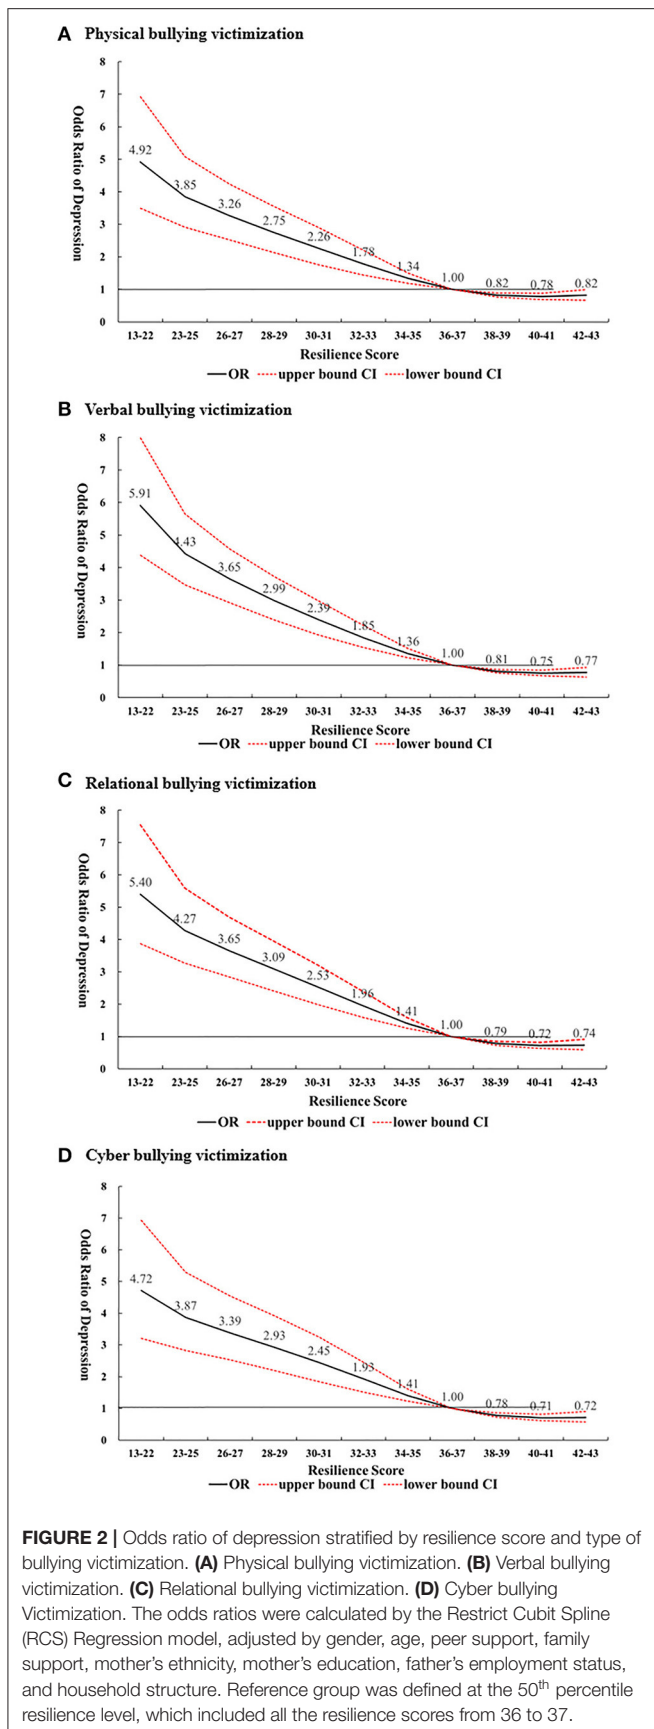 A Physical bullying victimization
Odds Ratio of Depression
8
7
6
5
4
3
2
1
0
4.92
3.85
3.26
2.75
2.26
1.78
1.34
1.00
0.82
0.78
0.82
13-22 23-25 26-27 28-29 30-31 32-33 34-35 36-37 38-39 40-41 42-43
Resilience Score
OR upper bound CI lower bound CI
B Verbal bullying victimization
Odds Ratio of Depression
8
7
6
5
4
3
2
1
0
5.91
4.43
3.65
2.99
2.39
1.85
1.36
1.00
0.81
0.75
0.77
13-22 23-25 26-27 28-29 30-31 32-33 34-35 36-37 38-39 40-41 42-43
Resilience Score
OR upper bound CI lower bound CI
C Relational bullying victimization
Odds Ratio of Depression
8
7
6
5
4
3
2
1
0
5.40
4.27
3.65
3.09
2.53
1.96
1.41
1.00
0.79
0.72
0.74
13-22 23-25 26-27 28-29 30-31 32-33 34-35 36-37 38-39 40-41 42-43
Resilience Score
OR upper bound CI lower bound CI
D Cyber bullying victimization
Odds Ratio of Depression
8
7
6
5
4
3
2
1
0
4.72
3.87
3.39
2.93
2.45
1.93
1.41
1.00
0.78
0.71
0.72
13-22 23-25 26-27 28-29 30-31 32-33 34-35 36-37 38-39 40-41 42-43
Resilience Score
OR upper bound CI lower bound CI
FIGURE 2 | Odds ratio of depression stratified by resilience score and type of
bullying victimization. (A) Physical bullying victimization. (B) Verbal bullying
victimization. (C) Relational bullying victimization. (D) Cyber bullying
Victimization. The odds ratios were calculated by the Restrict Cubit Spline
(RCS) Regression model, adjusted by gender, age, peer support, family
support, mother's ethnicity, mother's education, father's employment status,
and household structure. Reference group was defined at the 50th percentile
resilience level, which included all the resilience scores from 36 to 37.